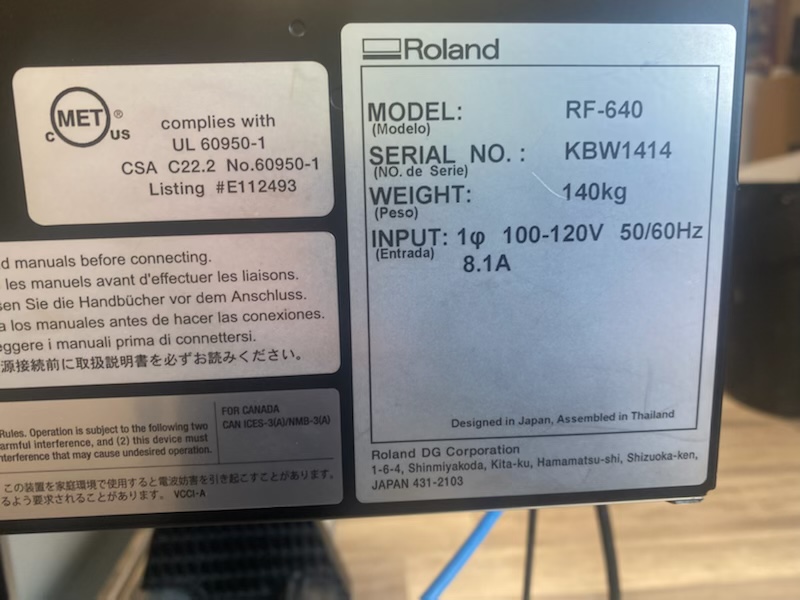 C MET US ®
complies with
UL 60950-1
CSA C22.2 No.60950-1
Listing #E112493
d manuals before connecting.
les manuels avant d'effectuer les liaisons.
sen Sie die Handbücher vor dem Anschluss.
a los manuales antes de hacer las conexiones.
eggere i manuali prima di connettersi.
源接続前に取扱説明書を必ずお読みください。
Rules. Operation is subject to the following two
armful interference, and (2) this device must
nterference that may cause undesired operation.
FOR CANADA
CAN ICES-3(A)/NMB-3(A)
この装置を家庭環境で使用すると電波妨害を引き起こすことがあります。
るよう要求されることがあります。 VCCI-A
Roland
MODEL: RF-640
(Modelo)
SERIAL NO. : KBW1414
(NO. de Serie)
WEIGHT: 140kg
(Peso)
INPUT: 1φ 100-120V 50/60Hz
(Entrada) 8.1A
Designed in Japan, Assembled in Thailand
Roland DG Corporation
1-6-4, Shinmiyakoda, Kita-ku, Hamamatsu-shi, Shizuoka-ken,
JAPAN 431-2103